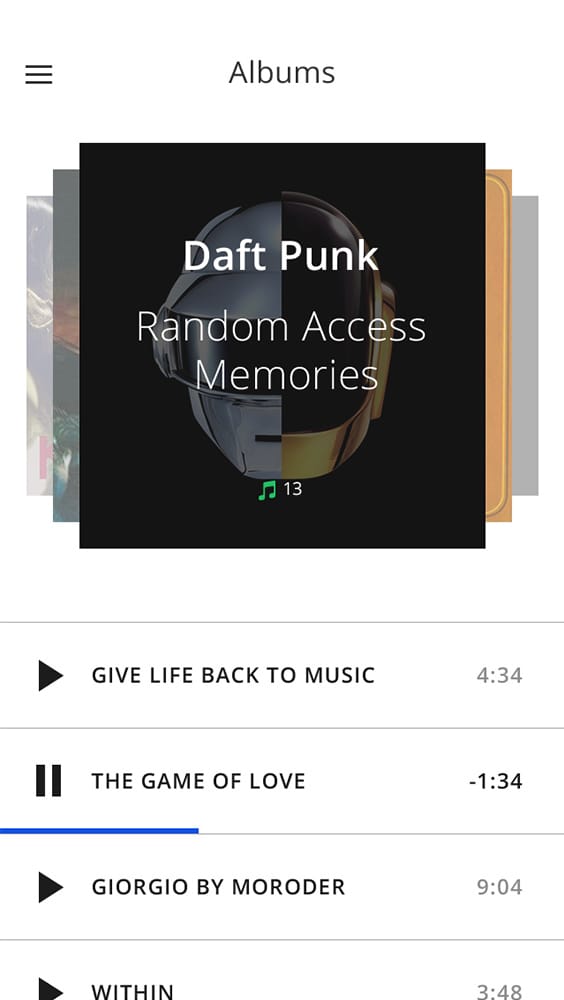 Albums
Daft Punk
Random Access
Memories
13
GIVE LIFE BACK TO MUSIC 4:34
THE GAME OF LOVE -1:34
GIORGIO BY MORODER 9:04
WITHIN 3:48